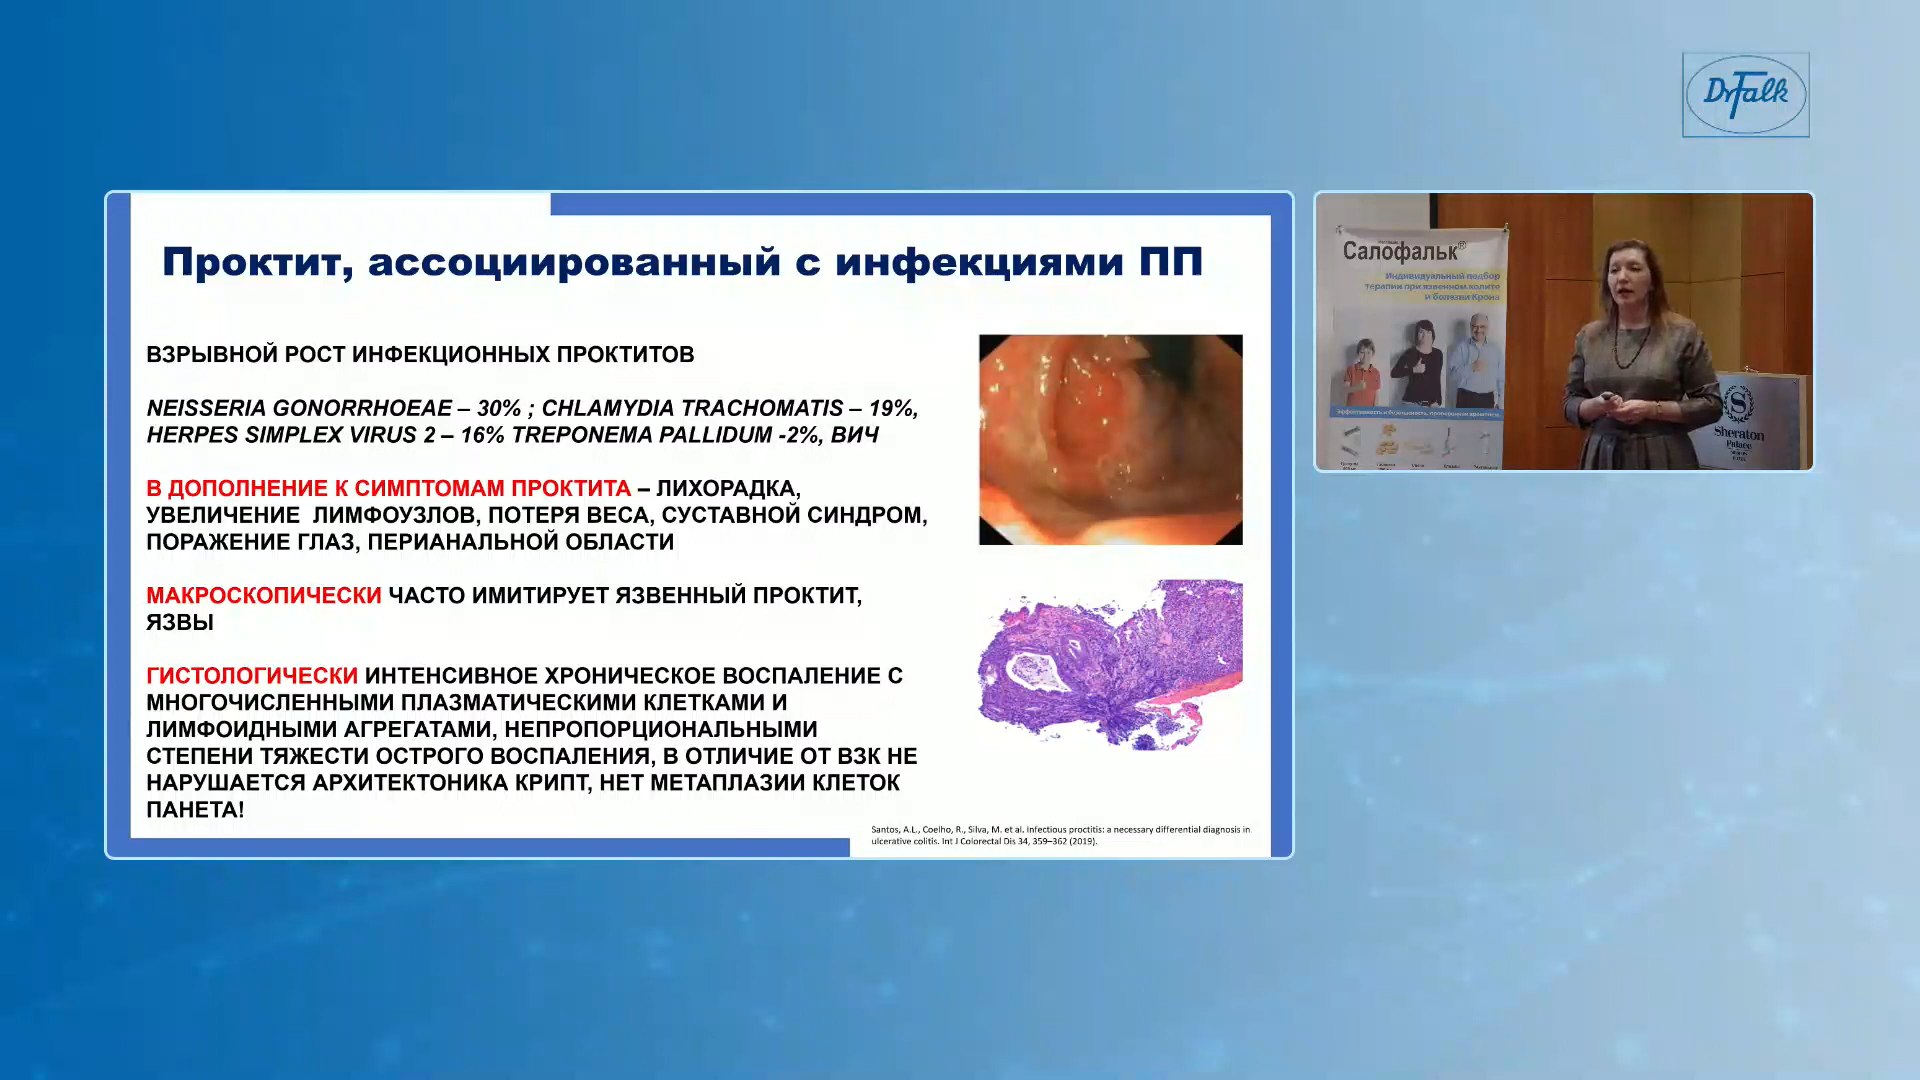 Dr Falk
Проктит, ассоциированный с инфекциями ПП
ВЗРЫВНОЙ РОСТ ИНФЕКЦИОННЫХ ПРОКТИТОВ
NEISSERIA GONORRHOEAE – 30% ; CHLAMYDIA TRACHOMATIS – 19%,
HERPES SIMPLEX VIRUS 2 – 16% TREPONEMA PALLIDUM -2%, ВИЧ
В ДОПОЛНЕНИЕ К СИМПТОМАМ ПРОКТИТА – ЛИХОРАДКА,
УВЕЛИЧЕНИЕ ЛИМФОУЗЛОВ, ПОТЕРЯ ВЕСА, СУСТАВНОЙ СИНДРОМ,
ПОРАЖЕНИЕ ГЛАЗ, ПЕРИАНАЛЬНОЙ ОБЛАСТИ
МАКРОСКОПИЧЕСКИ ЧАСТО ИМИТИРУЕТ ЯЗВЕННЫЙ ПРОКТИТ,
ЯЗВЫ
ГИСТОЛОГИЧЕСКИ ИНТЕНСИВНОЕ ХРОНИЧЕСКОЕ ВОСПАЛЕНИЕ С
МНОГОЧИСЛЕННЫМИ ПЛАЗМАТИЧЕСКИМИ КЛЕТКАМИ И
ЛИМФОИДНЫМИ АГРЕГАТАМИ, НЕПРОПОРЦИОНАЛЬНЫМИ
СТЕПЕНИ ТЯЖЕСТИ ОСТРОГО ВОСПАЛЕНИЯ, В ОТЛИЧИЕ ОТ ВЗК НЕ
НАРУШАЕТСЯ АРХИТЕКТОНИКА КРИПТ, НЕТ МЕТАПЛАЗИИ КЛЕТОК
ПАНЕТА!
Santos, A.L., Coelho, R., Silva, M. et al. Infectious proctitis: a necessary differential diagnosis in
ulcerative colitis. Int J Colorectal Dis 34, 359–362 (2019).
Салофальк®
Индивидуальный подбор
терапии при язвенном колите
и болезни Крона
Sheraton
Palace